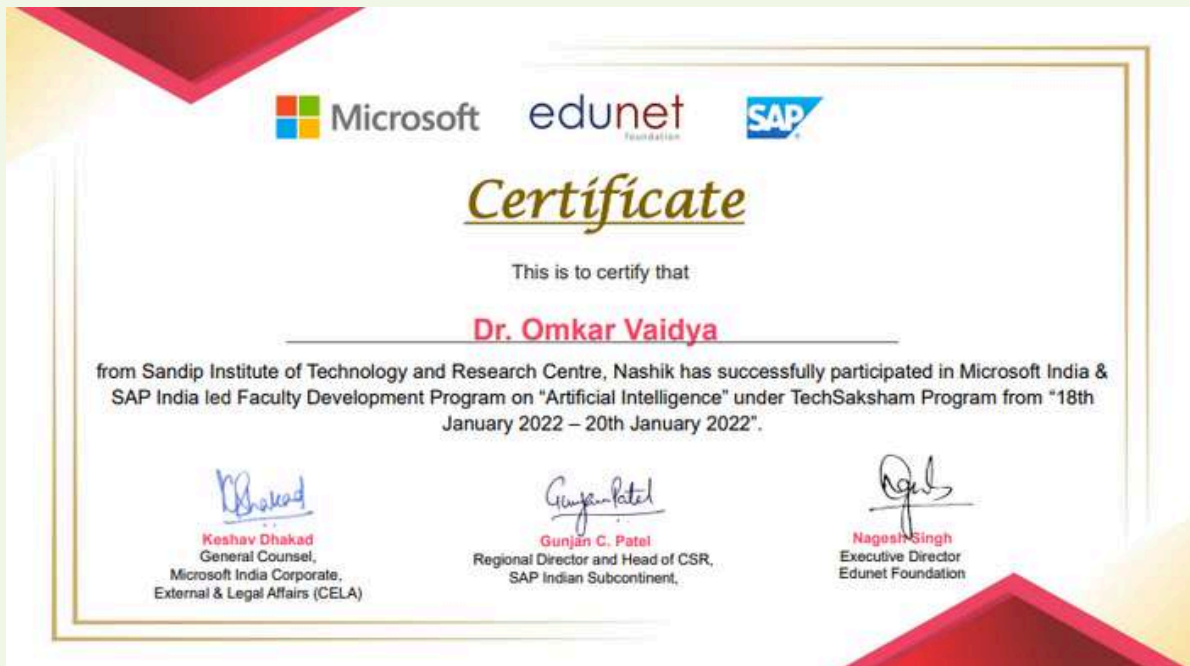 Microsoft
edunet
foundation
SAP
Certificate
This is to certify that
Dr. Omkar Vaidya
from Sandip Institute of Technology and Research Centre, Nashik has successfully participated in Microsoft India &
SAP India led Faculty Development Program on “Artificial Intelligence” under TechSaksham Program from “18th
January 2022 – 20th January 2022”.
Gunjan Patel
Keshav Dhakad
General Counsel,
Microsoft India Corporate,
External & Legal Affairs (CELA)
Gunjan C. Patel
Regional Director and Head of CSR,
SAP Indian Subcontinent,
Nagesh Singh
Executive Director
Edunet Foundation